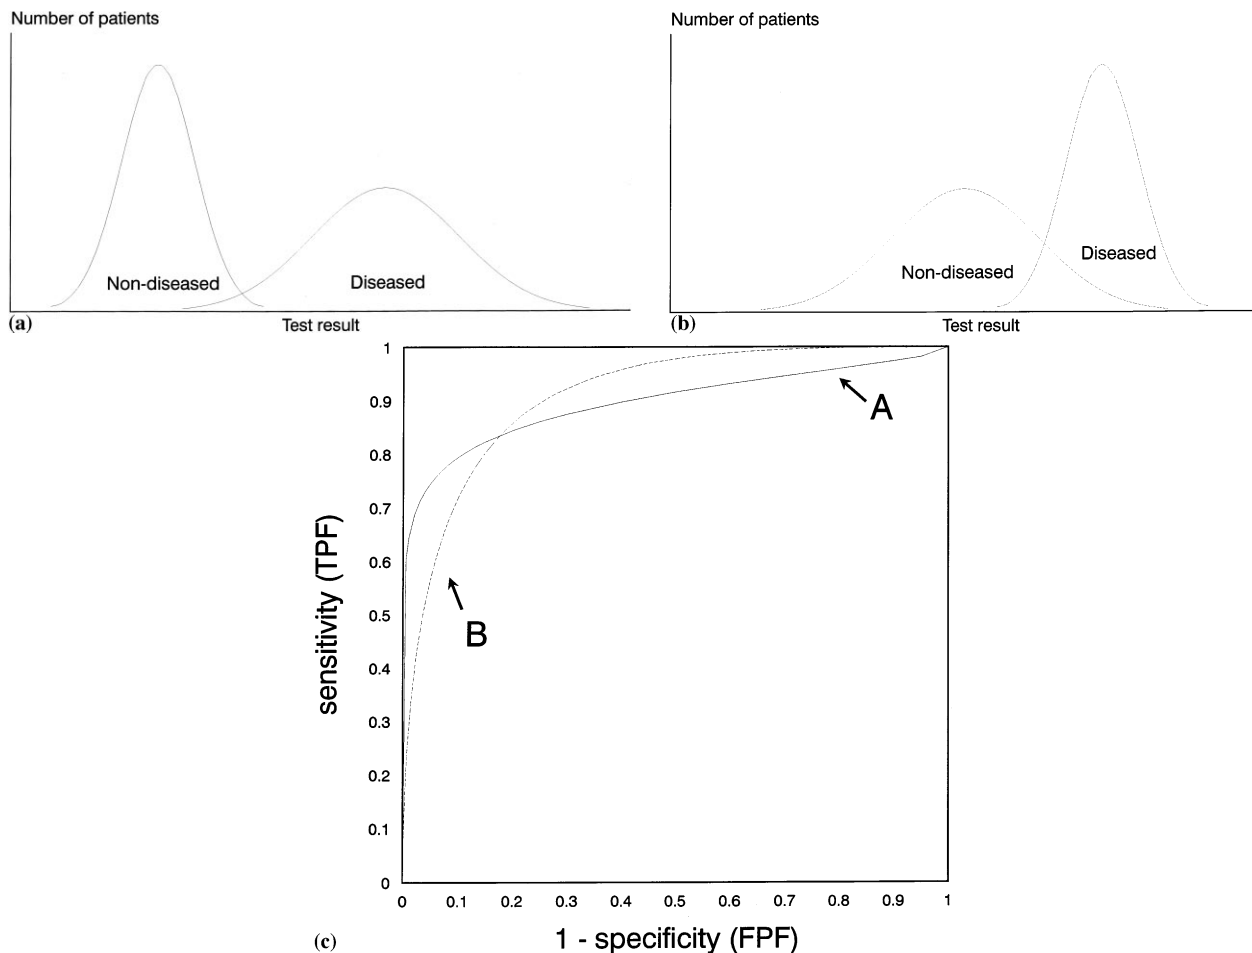 Number of patients
Non-diseased
Diseased
(a)
Test result
Number of patients
Non-diseased
Diseased
(b)
Test result
1
0.9
0.8
0.7
0.6
0.5
0.4
0.3
0.2
0.1
0
sensitivity (TPF)
A
B
0 0.1 0.2 0.3 0.4 0.5 0.6 0.7 0.8 0.9 1
(c)
1 - specificity (FPF)